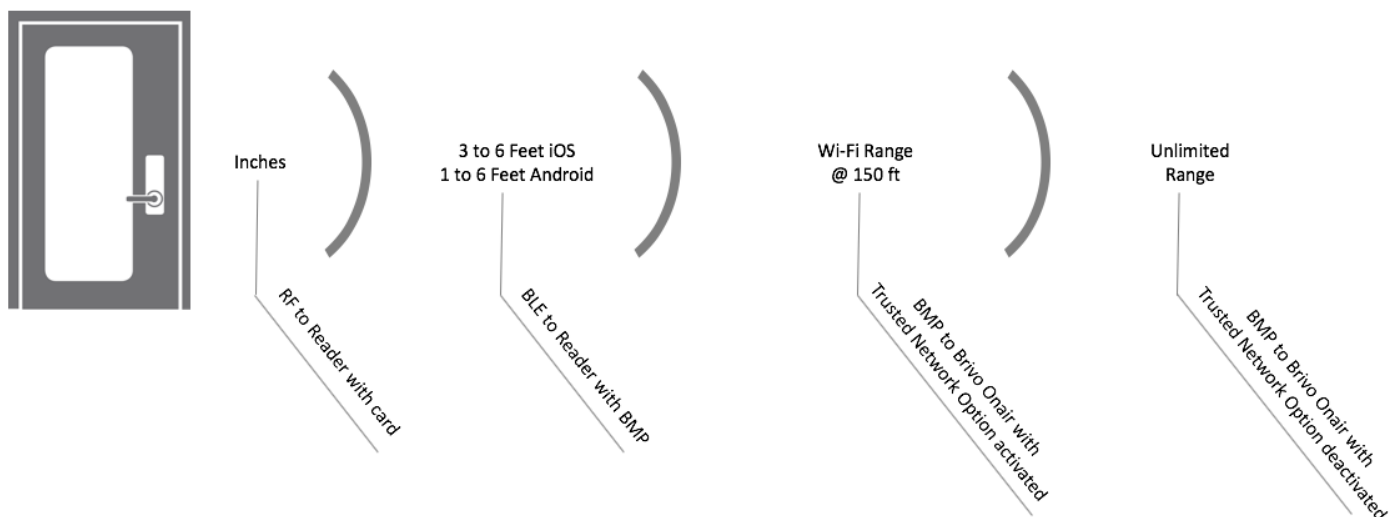 Inches
3 to 6 Feet iOS
1 to 6 Feet Android
Wi-Fi Range
@ 150 ft
Unlimited
Range
RF to Reader with card
BLE to Reader with BMP
BMP to Brivo Onair with
Trusted Network Option activated
BMP to Brivo Onair with
Trusted Network Option deactivated